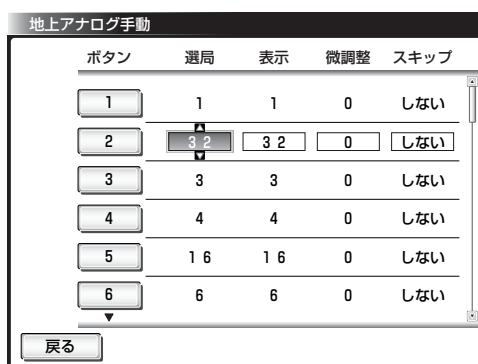 地上アナログ手動
ボタン 選局 表示 微調整 スキップ
1 1 1 0 しない
2 32 32 0 しない
3 3 3 0 しない
4 4 4 0 しない
5 16 16 0 しない
6 6 6 0 しない
戻る